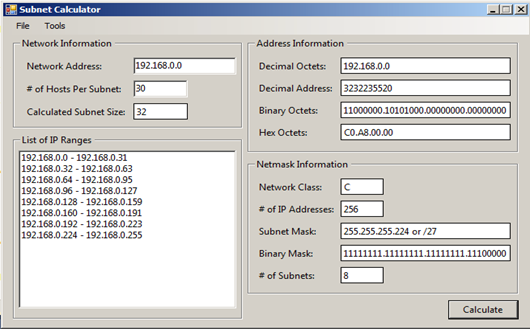 Subnet Calculator
File Tools
Network Information
Network Address: 192.168.0.0
# of Hosts Per Subnet: 30
Calculated Subnet Size: 32
List of IP Ranges
192.168.0.0 - 192.168.0.31
192.168.0.32 - 192.168.0.63
192.168.0.64 - 192.168.0.95
192.168.0.96 - 192.168.0.127
192.168.0.128 - 192.168.0.159
192.168.0.160 - 192.168.0.191
192.168.0.192 - 192.168.0.223
192.168.0.224 - 192.168.0.255
Address Information
Decimal Octets: 192.168.0.0
Decimal Address: 3232235520
Binary Octets: 11000000.10101000.00000000.00000000
Hex Octets: C0.A8.00.00
Netmask Information
Network Class: C
# of IP Addresses: 256
Subnet Mask: 255.255.255.224 or /27
Binary Mask: 11111111.11111111.11111111.11100000
# of Subnets: 8
Calculate